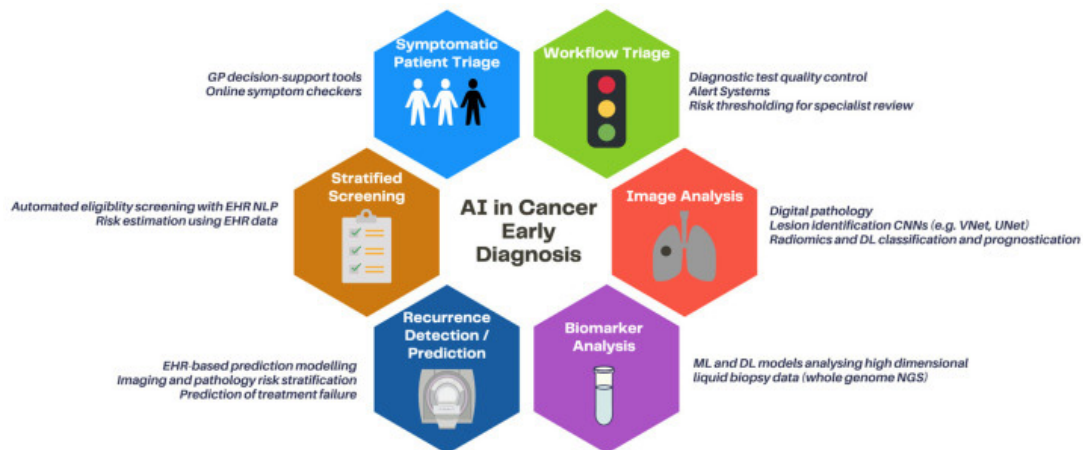 Symptomatic
Patient Triage
GP decision-support tools
Online symptom checkers
Workflow Triage
Diagnostic test quality control
Alert Systems
Risk thresholding for specialist review
Stratified
Screening
Automated eligiblity screening with EHR NLP
Risk estimation using EHR data
AI in Cancer
Early
Diagnosis
Image Analysis
Digital pathology
Lesion identification CNNs (e.g. VNet, UNet)
Radiomics and DL classification and prognostication
Recurrence
Detection /
Prediction
EHR-based prediction modelling
Imaging and pathology risk stratification
Prediction of treatment failure
Biomarker
Analysis
ML and DL models analysing high dimensional
liquid biopsy data (whole genome NGS)